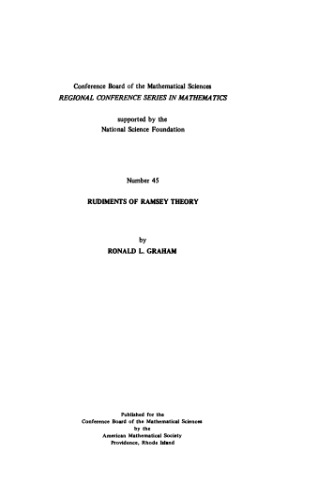 Conference Board of the Mathematical Sciences
REGIONAL CONFERENCE SERIES IN MATHEMATICS
supported by the
National Science Foundation
Number 45
RUDIMENTS OF RAMSEY THEORY
by
RONALD L. GRAHAM
Published for the
Conference Board of the Mathematical Sciences
by the
American Mathematical Society
Providence, Rhode Island